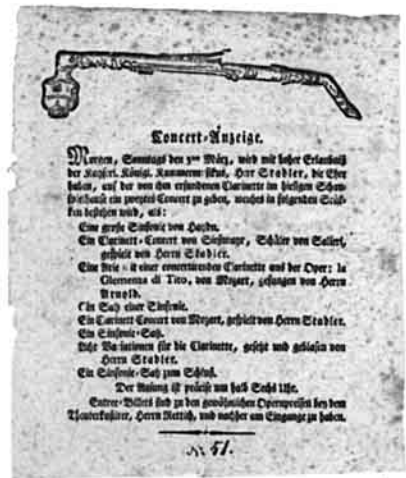 Concert-Anzeige.
Morgen, Sonntags den 5ten März, wird mit hoher Erlaubniß
der Kayserl. Königl. Kammermusikus, Herr Stadler, die Ehre
haben, auf der von ihm erfundenen Clarinette im hiesigen Schau-
spielhause ein zweytes Concert zu geben, welches in folgenden Stük-
ken bestehen wird, als:
Eine große Sinfonie von Haydn.
Ein Clarinett-Concert von Süßmayr, Schüler von Salieri,
gespielt von Herrn Stadler.
Eine Arie mit einer concertirenden Clarinette aus der Oper: la
Clemenza di Tito, von Mozart, gesungen von Herrn
Arnold.
Ein Satz einer Sinfonie.
Ein Clarinett Concert von Mozart, gespielt von Herrn Stadler.
Ein Sinfonie-Satz.
Variationen für die Clarinette, gesetzt und geblasen von
Herrn Stadler.
Ein Sinfonie-Satz zum Schluß.
Der Anfang ist präcise um halb Sechs Uhr.
Entree-Billets sind zu den gewöhnlichen Opernpreisen bey dem
Theaterkassirer, Herrn Rettich, und nachher am Eingange zu haben.
No. 51.